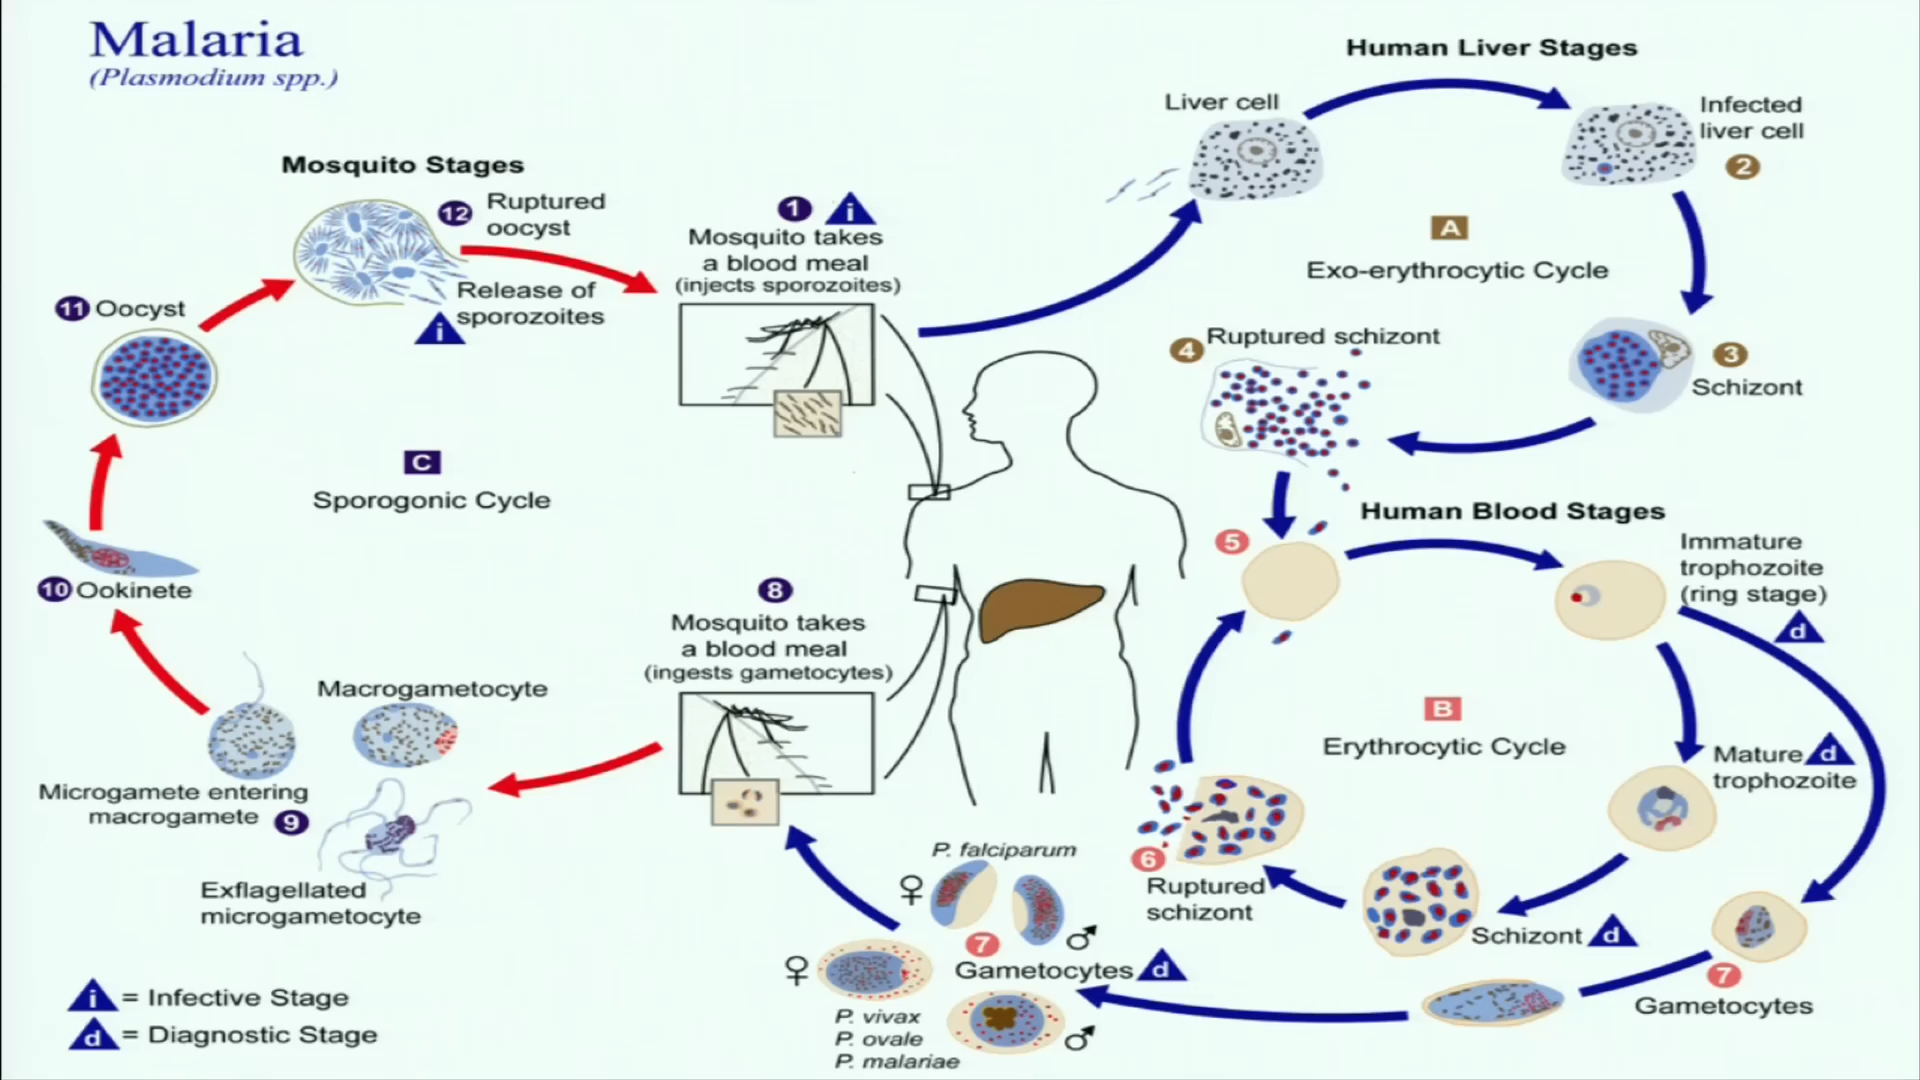 Malaria
(Plasmodium spp.)
Mosquito Stages
12
Ruptured
oocyst
Release of
sporozoites
i
11 Oocyst
C
Sporogonic Cycle
10 Ookinete
Macrogametocyte
Microgamete entering
macrogamete 9
Exflagellated
microgametocyte
i = Infective Stage
d = Diagnostic Stage
1 i
Mosquito takes
a blood meal
(injects sporozoites)
8
Mosquito takes
a blood meal
(ingests gametocytes)
Human Liver Stages
Liver cell
Infected
liver cell
2
A
Exo-erythrocytic Cycle
4 Ruptured schizont
3
Schizont
Human Blood Stages
5
Immature
trophozoite
(ring stage)
d
B
Erythrocytic Cycle
Mature d
trophozoite
6
Ruptured
schizont
Schizont d
7
Gametocytes
P. falciparum
♀
♂
7
Gametocytes d
♀
♂
P. vivax
P. ovale
P. malariae